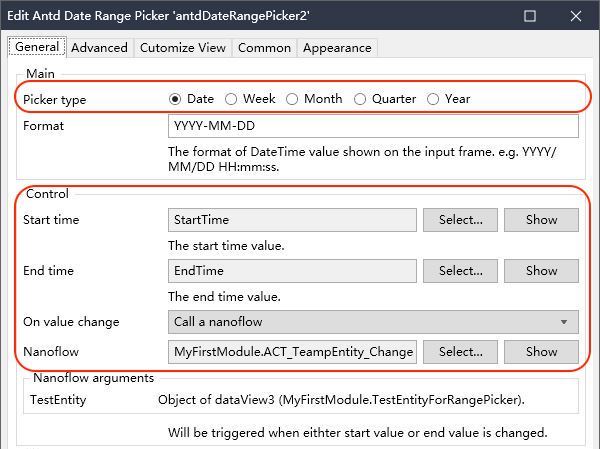 Edit Antd Date Range Picker 'antdDateRangePicker2'
General Advanced Cutomize View Common Appearance
Main
Picker type Date Week Month Quarter Year
Format YYYY-MM-DD
The format of DateTime value shown on the input frame. e.g. YYYY/
MM/DD HH:mm:ss.
Control
Start time StartTime Select... Show
The start time value.
End time EndTime Select... Show
The end time value.
On value change Call a nanoflow
Nanoflow MyFirstModule.ACT_TeampEntity_Change Select... Show
Nanoflow arguments
TestEntity Object of dataView3 (MyFirstModule.TestEntityForRangePicker).
Will be triggered when eithter start value or end value is changed.